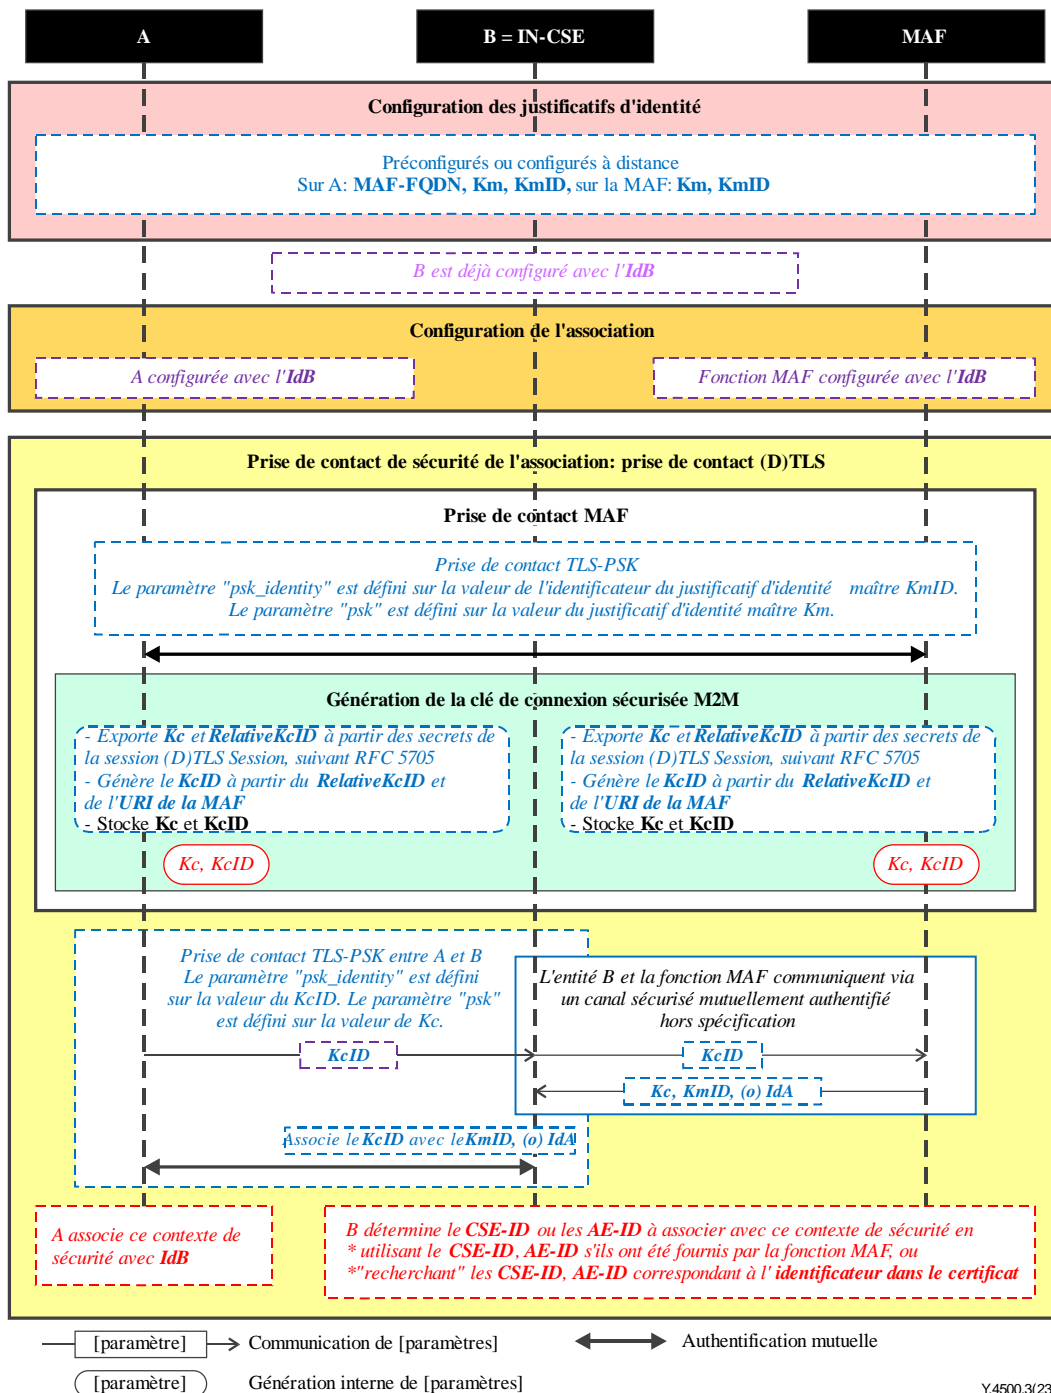 A
B = IN-CSE
MAF
Configuration des justificatifs d'identité
Préconfigurés ou configurés à distance
Sur A: MAF-FQDN, Km, KmID, sur la MAF: Km, KmID
B est déjà configuré avec l'IdB
Configuration de l'association
A configurée avec l'IdB
Fonction MAF configurée avec l'IdB
Prise de contact de sécurité de l'association: prise de contact (D)TLS
Prise de contact MAF
Prise de contact TLS-PSK
Le paramètre "psk_identity" est défini sur la valeur de l'identificateur du justificatif d'identité maître KmID.
Le paramètre "psk" est défini sur la valeur du justificatif d'identité maître Km.
Génération de la clé de connexion sécurisée M2M
- Exporte Kc et RelativeKcID à partir des secrets de
la session (D)TLS Session, suivant RFC 5705
- Génère le KcID à partir du RelativeKcID et
de l'URI de la MAF
- Stocke Kc et KcID
- Exporte Kc et RelativeKcID à partir des secrets de
la session (D)TLS Session, suivant RFC 5705
- Génère le KcID à partir du RelativeKcID et
de l'URI de la MAF
- Stocke Kc et KcID
Kc, KcID
Kc, KcID
Prise de contact TLS-PSK entre A et B
Le paramètre "psk_identity" est défini
sur la valeur du KcID. Le paramètre "psk"
est défini sur la valeur de Kc.
L'entité B et la fonction MAF communiquent via
un canal sécurisé mutuellement authentifié
hors spécification
KcID
KcID
Kc, KmID, (o) IdA
Associe le KcID avec le KmID, (o) IdA
A associe ce contexte de
sécurité avec IdB
B détermine le CSE-ID ou les AE-ID à associer avec ce contexte de sécurité en
* utilisant le CSE-ID, AE-ID s'ils ont été fournis par la fonction MAF, ou
*"recherchant" les CSE-ID, AE-ID correspondant à l'identificateur dans le certificat
[paramètre]
Communication de [paramètres]
Authentification mutuelle
[paramètre]
Génération interne de [paramètres]
Y.4500.3(23